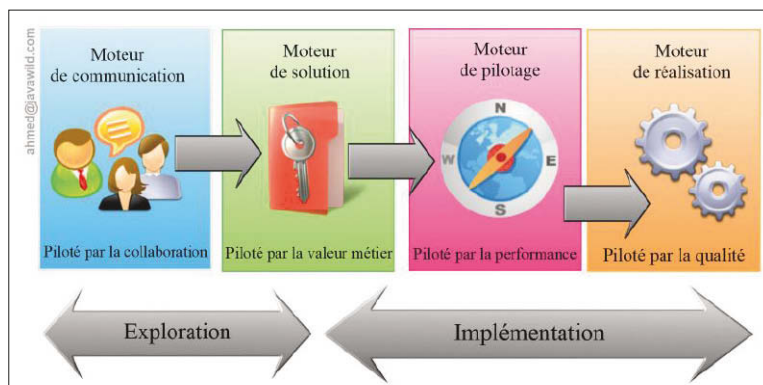 ahmed@javawild.com
Moteur
de communication
Piloté par la collaboration
Moteur
de solution
Piloté par la valeur métier
Moteur
de pilotage
N
W
E
S
Piloté par la performance
Moteur
de réalisation
Piloté par la qualité
Exploration
Implémentation